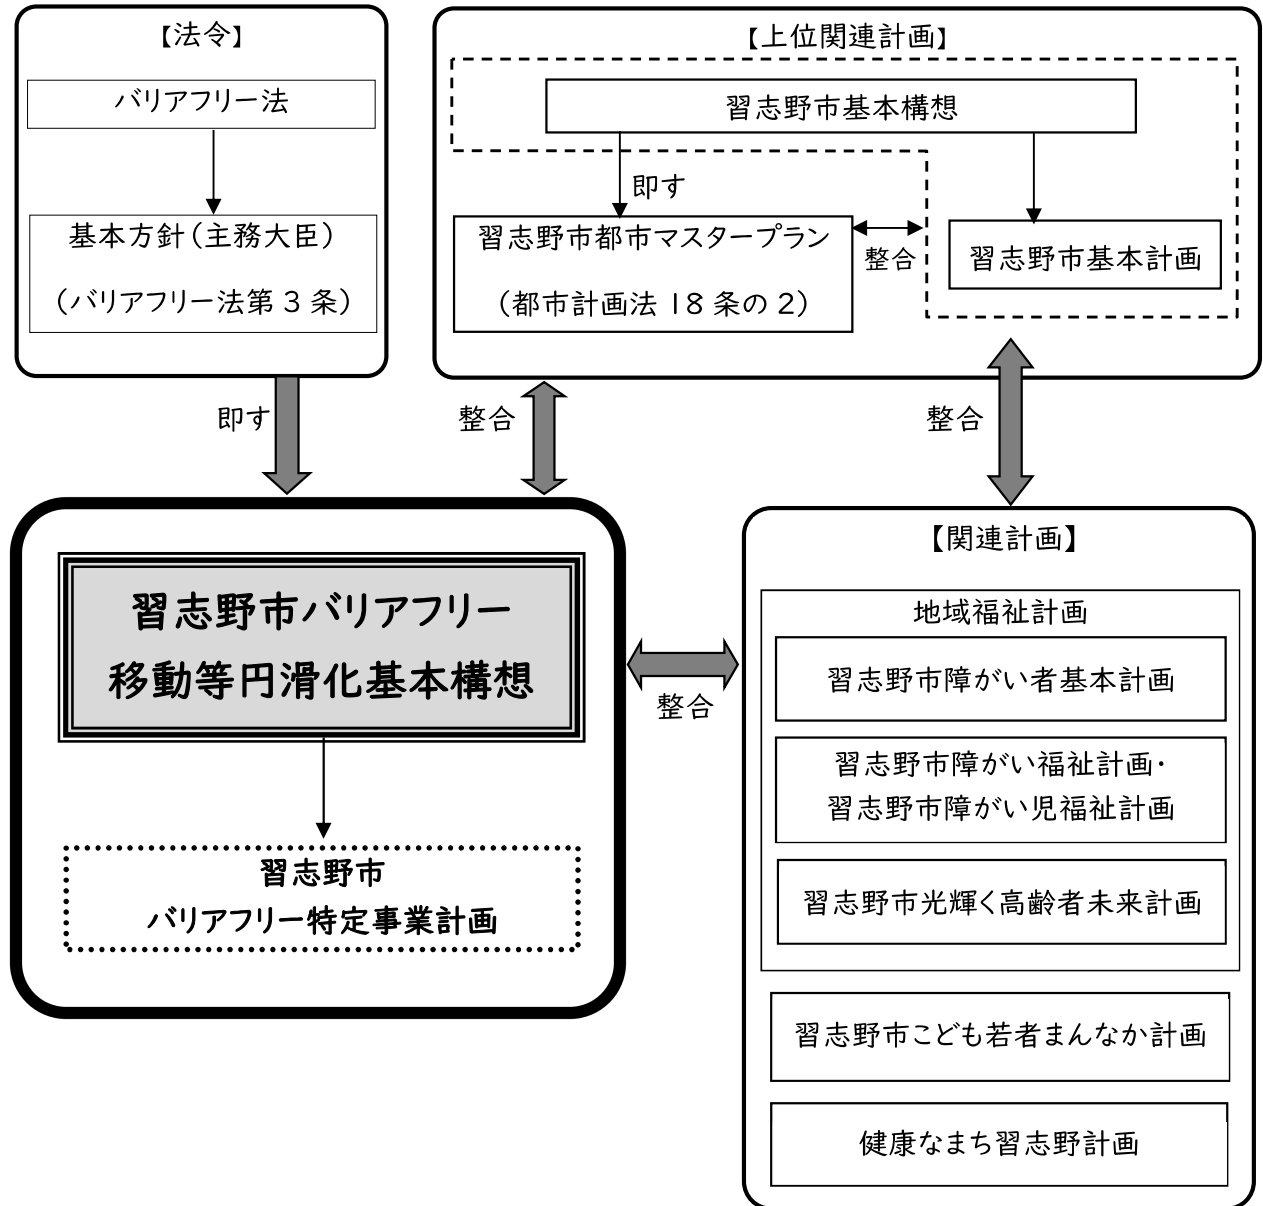 【法令】
バリアフリー法
基本方針（主務大臣）
（バリアフリー法第３条）
即す
【上位関連計画】
習志野市基本構想
即す
習志野市都市マスタープラン
（都市計画法 18 条の２）
整合
習志野市基本計画
整合
整合
習志野市バリアフリー
移動等円滑化基本構想
習志野市
バリアフリー特定事業計画
整合
【関連計画】
地域福祉計画
習志野市障がい者基本計画
習志野市障がい福祉計画・
習志野市障がい児福祉計画
習志野市光輝く高齢者未来計画
習志野市こども若者まんなか計画
健康なまち習志野計画